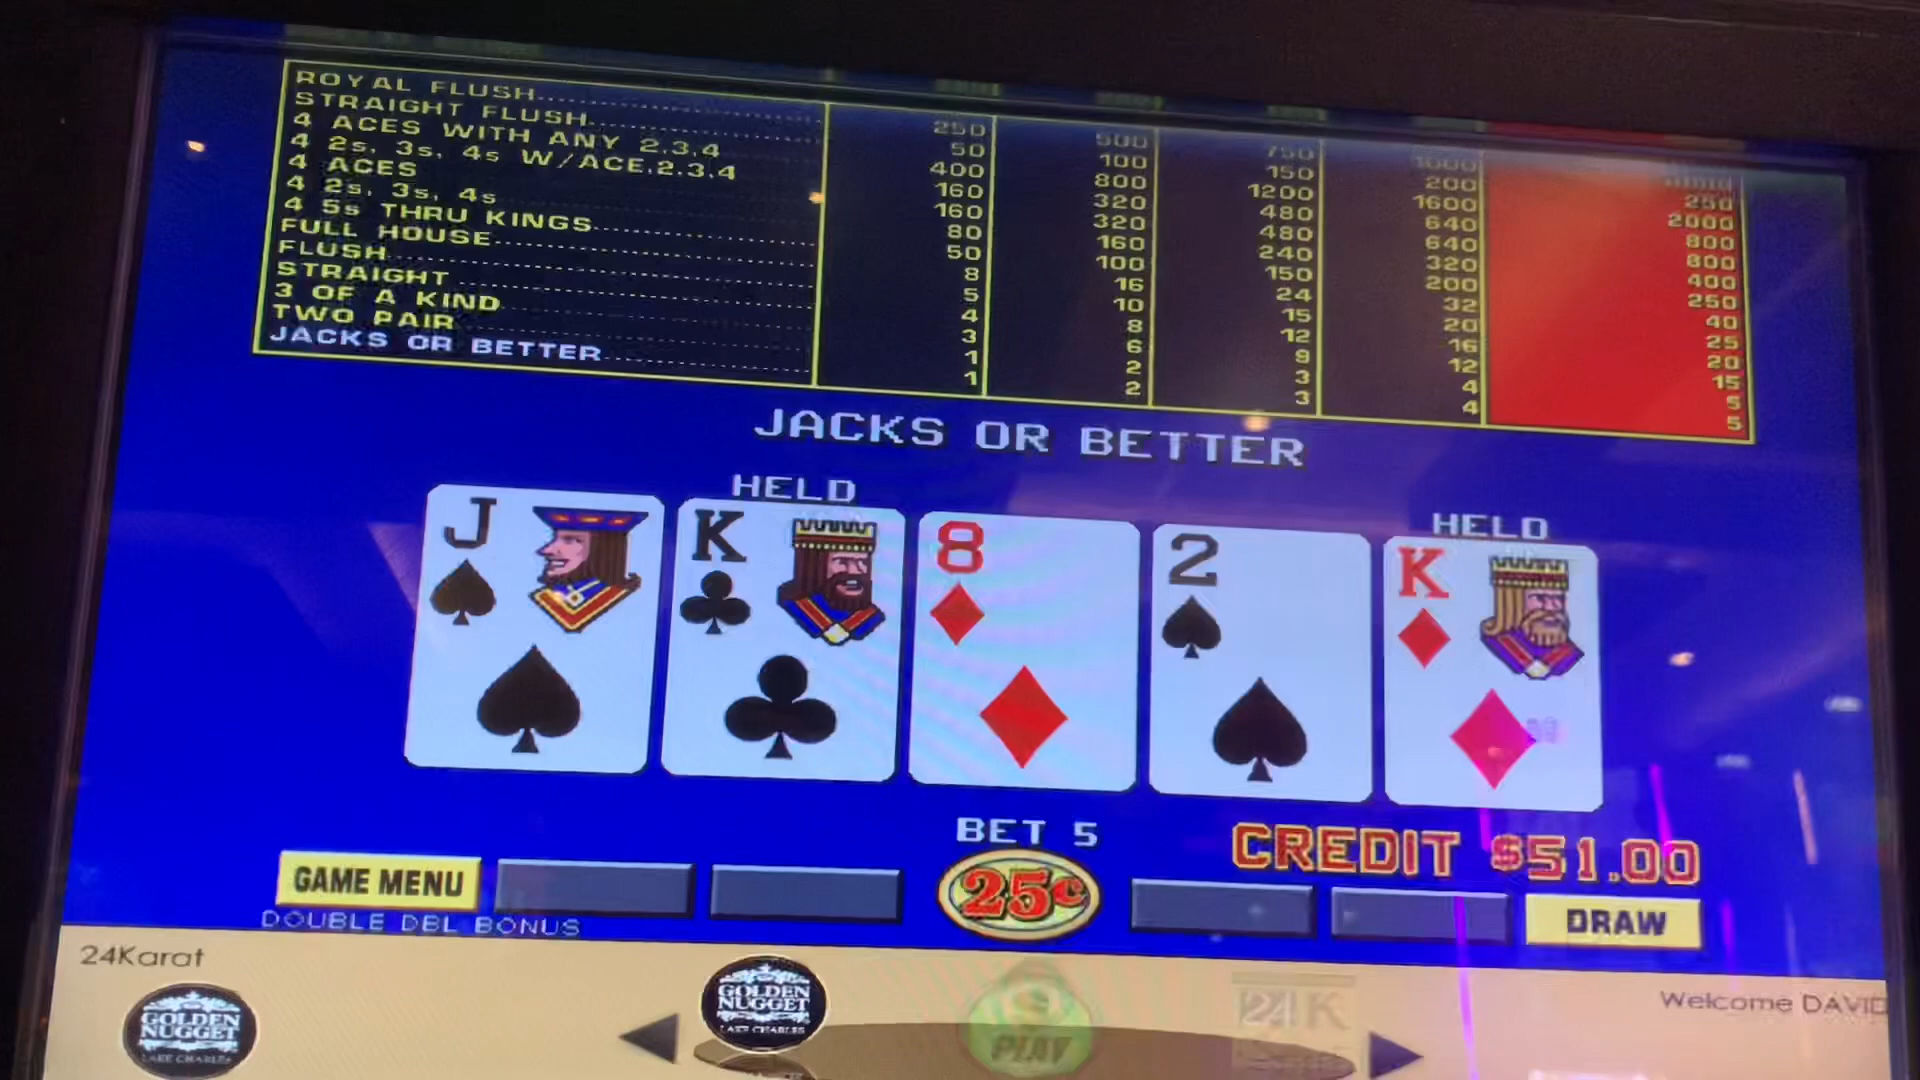 ROYAL FLUSH
STRAIGHT FLUSH
4 ACES WITH ANY 2,3,4
4 2s, 3s, 4s W/ACE,2,3,4
4 ACES
4 2s, 3s, 4s
4 5s THRU KINGS
FULL HOUSE
FLUSH
STRAIGHT
3 OF A KIND
TWO PAIR
JACKS OR BETTER
250 500 750 1000
50 100 150 200 250
400 800 1200 1600 2000
160 320 480 640 800
160 320 480 640 800
80 160 240 320 400
50 100 150 200 250
8 16 24 32 40
5 10 15 20 25
4 8 12 16 20
3 6 9 12 15
1 2 3 4 5
1 2 3 4 5
JACKS OR BETTER
HELD HELD
J K 8 2 K
BET 5
CREDIT $51.00
GAME MENU 25¢ DRAW
DOUBLE DBL BONUS
24Karat
GOLDEN NUGGET
LAKE CHARLES
GOLDEN NUGGET
LAKE CHARLES
PLAY
24K
Welcome DAVID